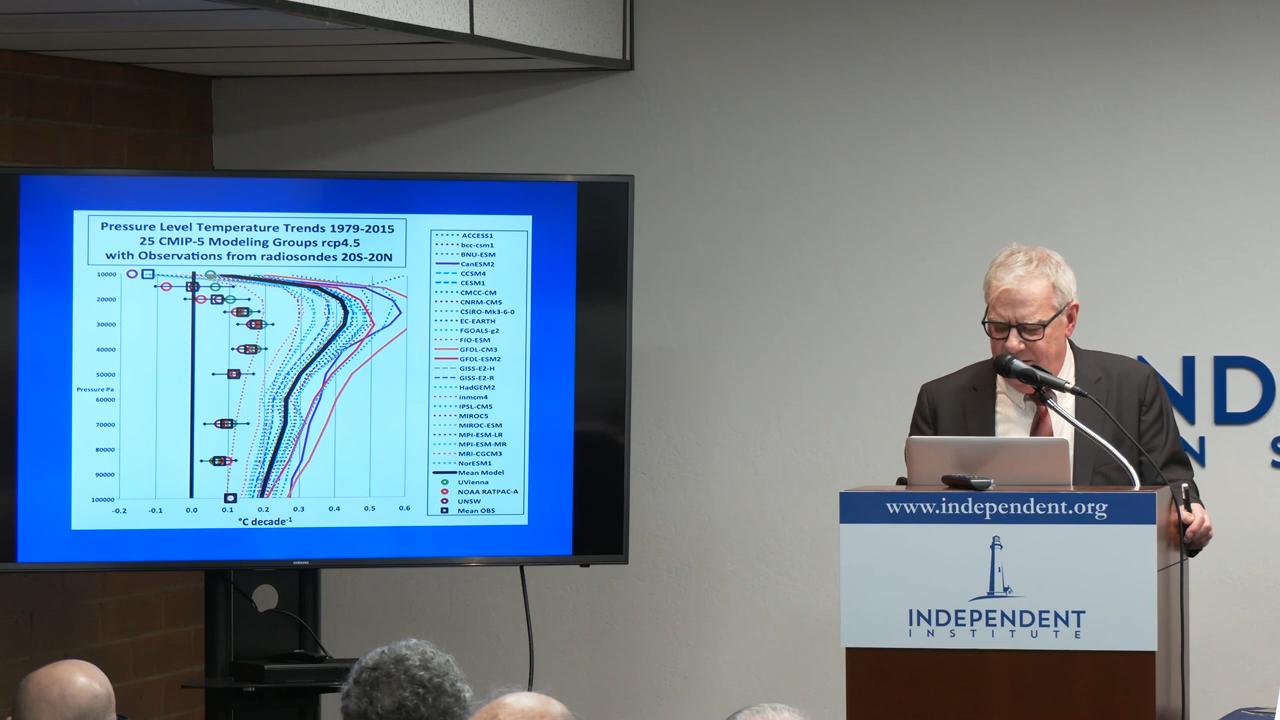 Pressure Level Temperature Trends 1979-2015
25 CMIP-5 Modeling Groups rcp4.5
with Observations from radiosondes 20S-20N
10000
20000
30000
40000
50000
Pressure Pa
60000
70000
80000
90000
100000
-0.2 -0.1 0.0 0.1 0.2 0.3 0.4 0.5 0.6
°C decade-1
ACCESS1
bcc-csm1
BNU-ESM
CanESM2
CCSM4
CESM1
CMCC-CM
CNRM-CM5
CSIRO-Mk3-6-0
EC-EARTH
FGOALS-g2
FIO-ESM
GFDL-CM3
GFDL-ESM2
GISS-E2-H
GISS-E2-R
HadGEM2
inmcm4
IPSL-CM5
MIROC5
MIROC-ESM
MPI-ESM-LR
MPI-ESM-MR
MRI-CGCM3
NorESM1
Mean Model
UVienna
NOAA RATPAC-A
UNSW
Mean OBS
SAMSUNG
www.independent.org
INDEPENDENT
INSTITUTE
ND
N S